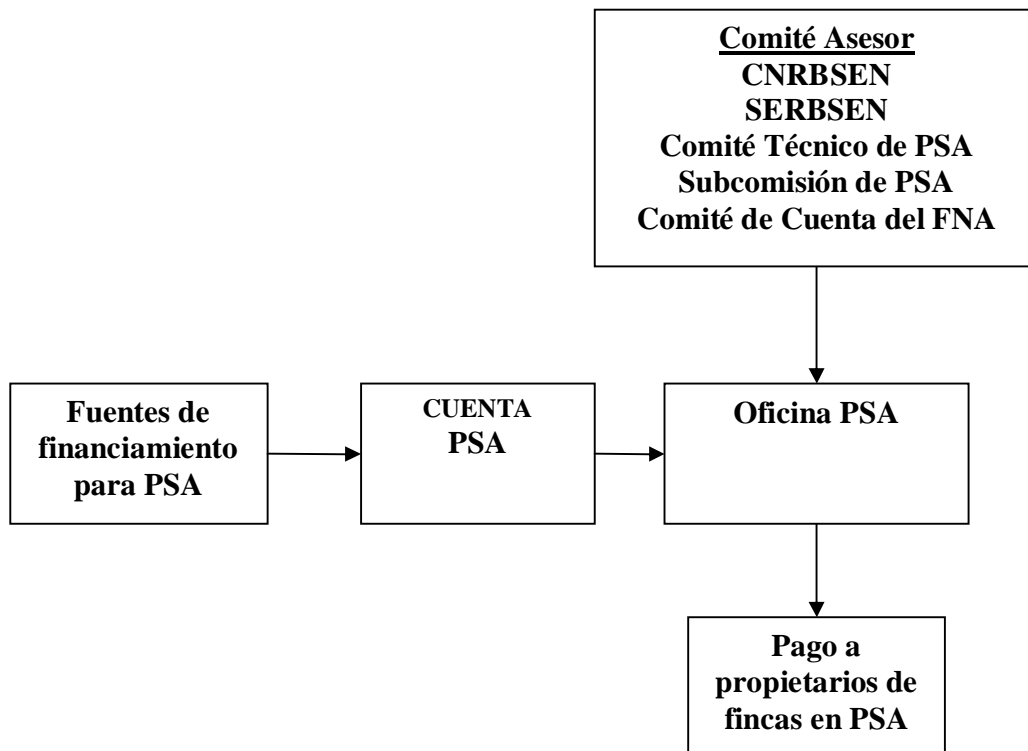 Comité Asesor
CNRBSEN
SERBSEN
Comité Técnico de PSA
Subcomisión de PSA
Comité de Cuenta del FNA
Fuentes de
financiamiento
para PSA
CUENTA
PSA
Oficina PSA
Pago a
propietarios de
fincas en PSA